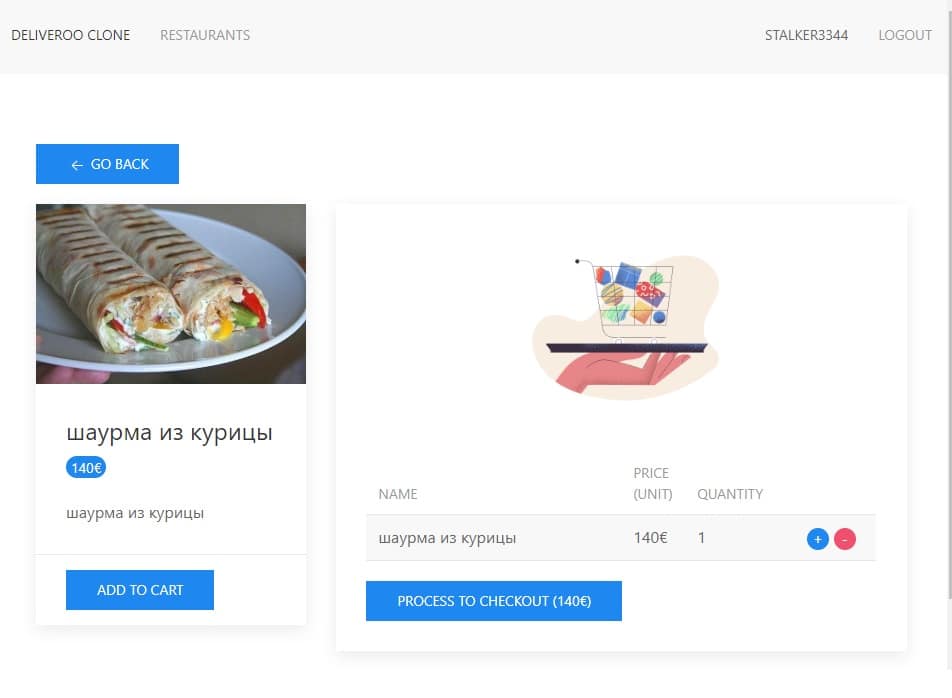 DELIVEROO CLONE RESTAURANTS STALKER3344 LOGOUT
← GO BACK
шаурма из курицы
140€
шаурма из курицы
ADD TO CART
NAME PRICE (UNIT) QUANTITY
шаурма из курицы 140€ 1 + -
PROCESS TO CHECKOUT (140€)